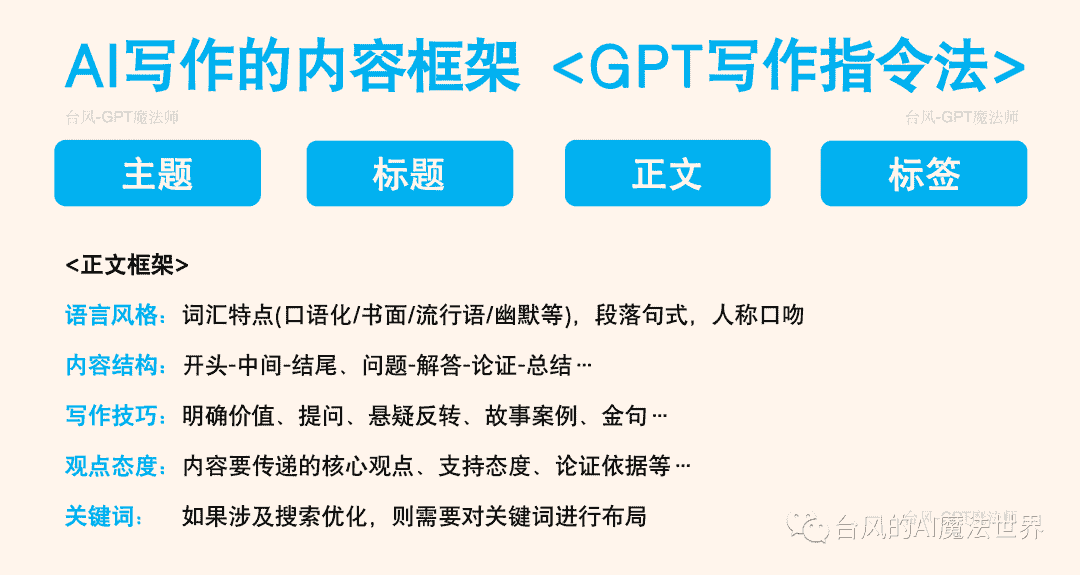 AI写作的内容框架 <GPT写作指令法>
台风-GPT魔法师 台风-GPT魔法师
主题 标题 正文 标签
<正文框架>
语言风格：词汇特点(口语化/书面/流行语/幽默等)，段落句式，人称口吻
内容结构：开头-中间-结尾、问题-解答-论证-总结…
写作技巧：明确价值、提问、悬疑反转、故事案例、金句…
观点态度：内容要传递的核心观点、支持态度、论证依据等…
关键词： 如果涉及搜索优化，则需要对关键词进行布局
台风-GPT魔法师
台风的AI魔法世界